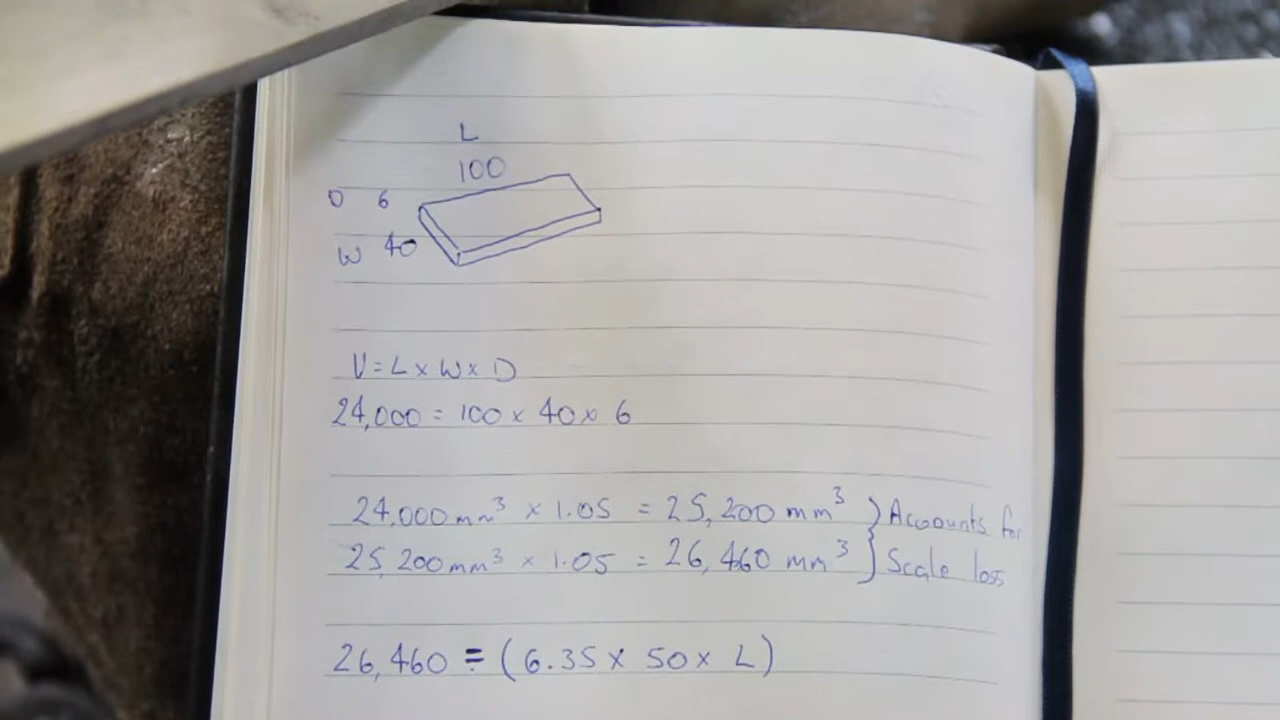 L
100
D 6
W 40
V = L x W x D
24,000 = 100 x 40 x 6
24,000 mm³ x 1.05 = 25,200 mm³ } Accounts for
25,200 mm³ x 1.05 = 26,460 mm³ } Scale loss
26,460 = (6.35 x 50 x L)